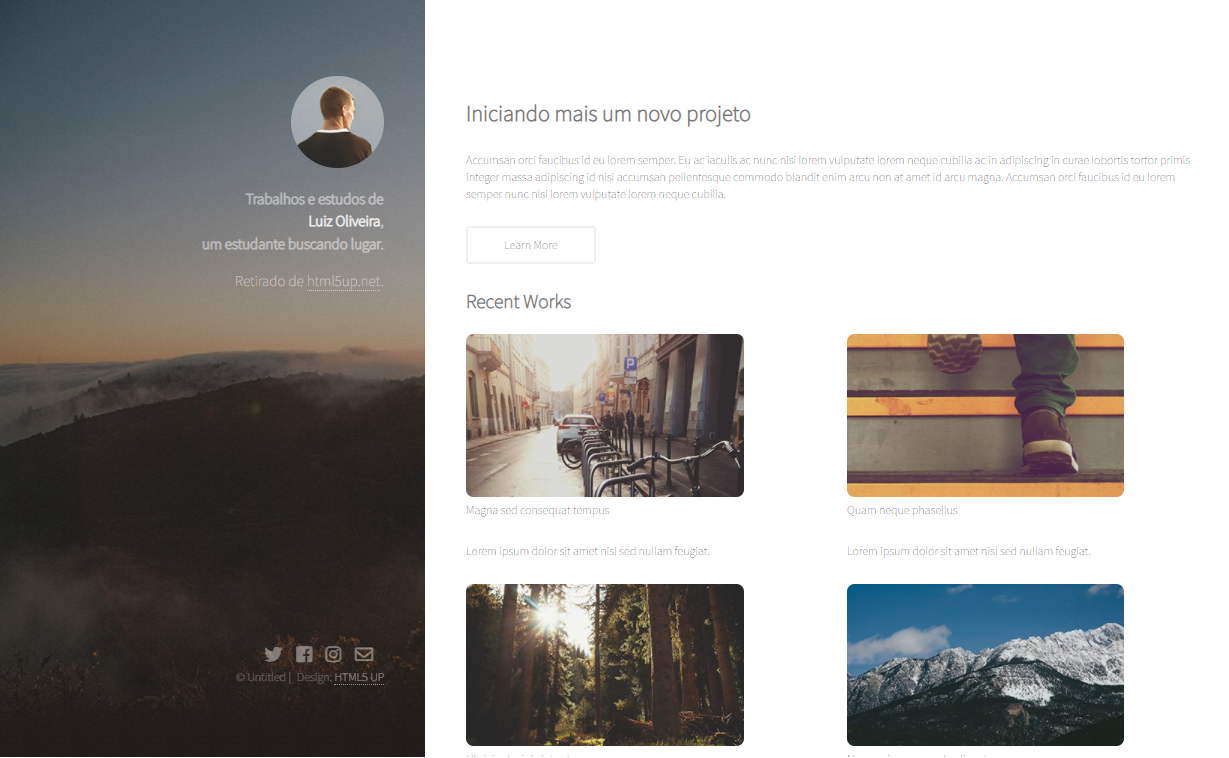 Trabalhos e estudos de
Luiz Oliveira,
um estudante buscando lugar.
Retirado de html5up.net.
© Untitled | Design: HTML5 UP
Iniciando mais um novo projeto
Accumsan orci faucibus id eu lorem semper. Eu ac iaculis ac nunc nisi lorem vulputate lorem neque cubilia ac in adipiscing in curae lobortis tortor primis
integer massa adipiscing id nisi accumsan pellentesque commodo blandit enim arcu non at amet id arcu magna. Accumsan orci faucibus id eu lorem
semper nunc nisi lorem vulputate lorem neque cubilia.
Learn More
Recent Works
P
Magna sed consequat tempus
Quam neque phasellus
Lorem ipsum dolor sit amet nisl sed nullam feugiat.
Lorem ipsum dolor sit amet nisl sed nullam feugiat.